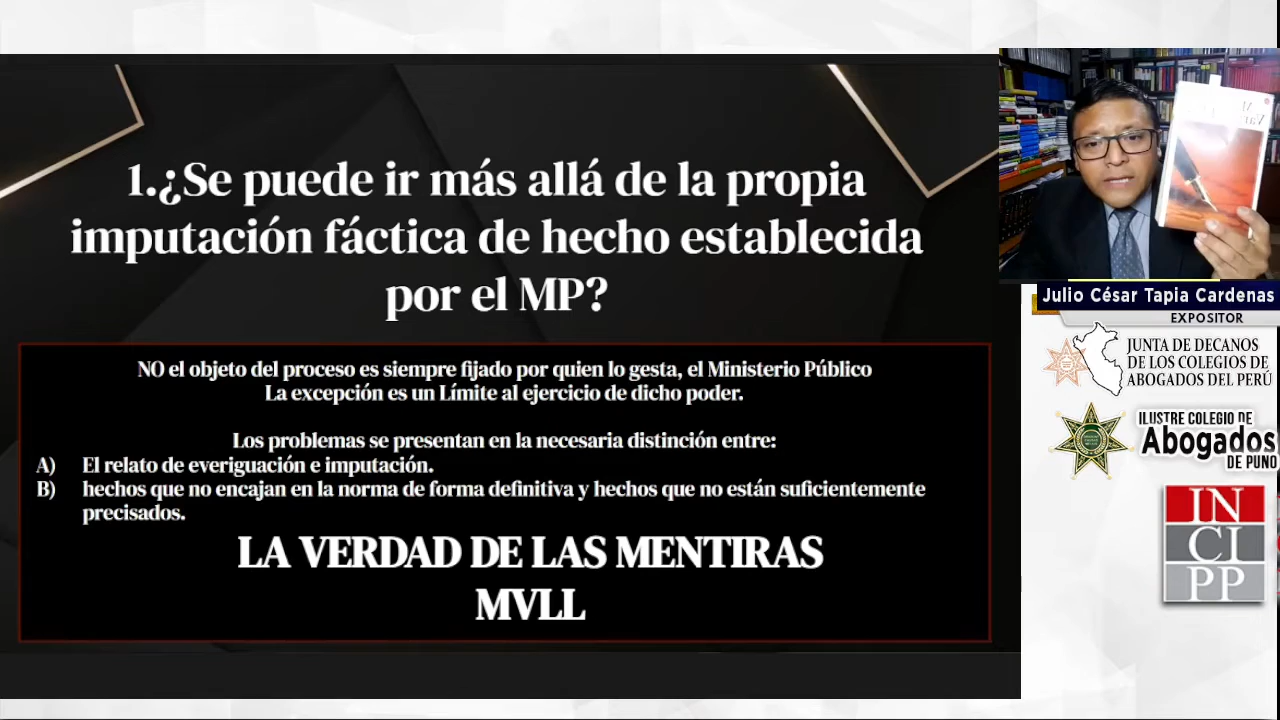 1.¿Se puede ir más allá de la propia
imputación fáctica de hecho establecida
por el MP?
NO el objeto del proceso es siempre fijado por quien lo gesta, el Ministerio Público
La excepción es un Límite al ejercicio de dicho poder.
Los problemas se presentan en la necesaria distinción entre:
A) El relato de everiguación e imputación.
B) hechos que no encajan en la norma de forma definitiva y hechos que no están suficientemente
precisados.
LA VERDAD DE LAS MENTIRAS
MVLL
Julio César Tapia Cardenas
EXPOSITOR
JUNTA DE DECANOS
DE LOS COLEGIOS DE
ABOGADOS DEL PERÚ
ILUSTRE COLEGIO DE
Abogados
DE PUNO
IN
CI
PP